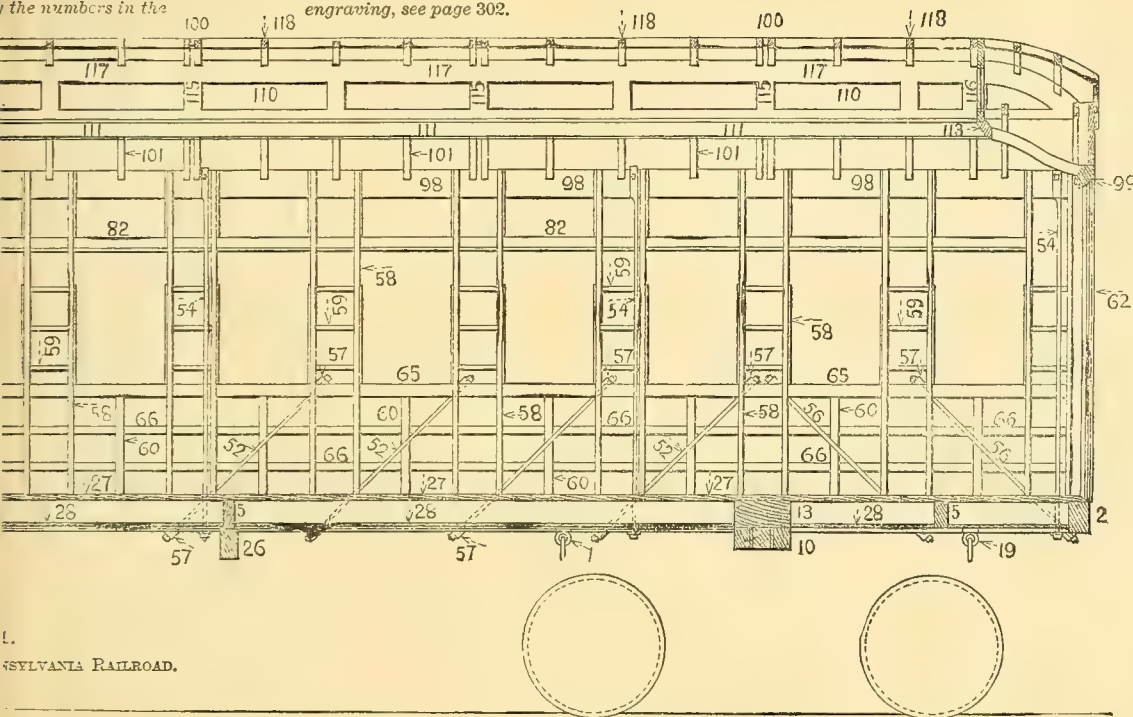 the numbers in the engraving, see page 302.
100 118 118 100 118
117 117 117
115 110 115 115 110 116
111 111 111 113
101 101 101
98 98 98 99
82 82 54
59 58 59 62
54 54 58 59
59 57 57 57 57
65 65
58 66 60 58 66 58 56 60 66
60 52 66 52 60 52 66 56
27 27 27
28 5 28 13 28 5 2
57 26 57 1 10 19
SYLVANIA RAILROAD.